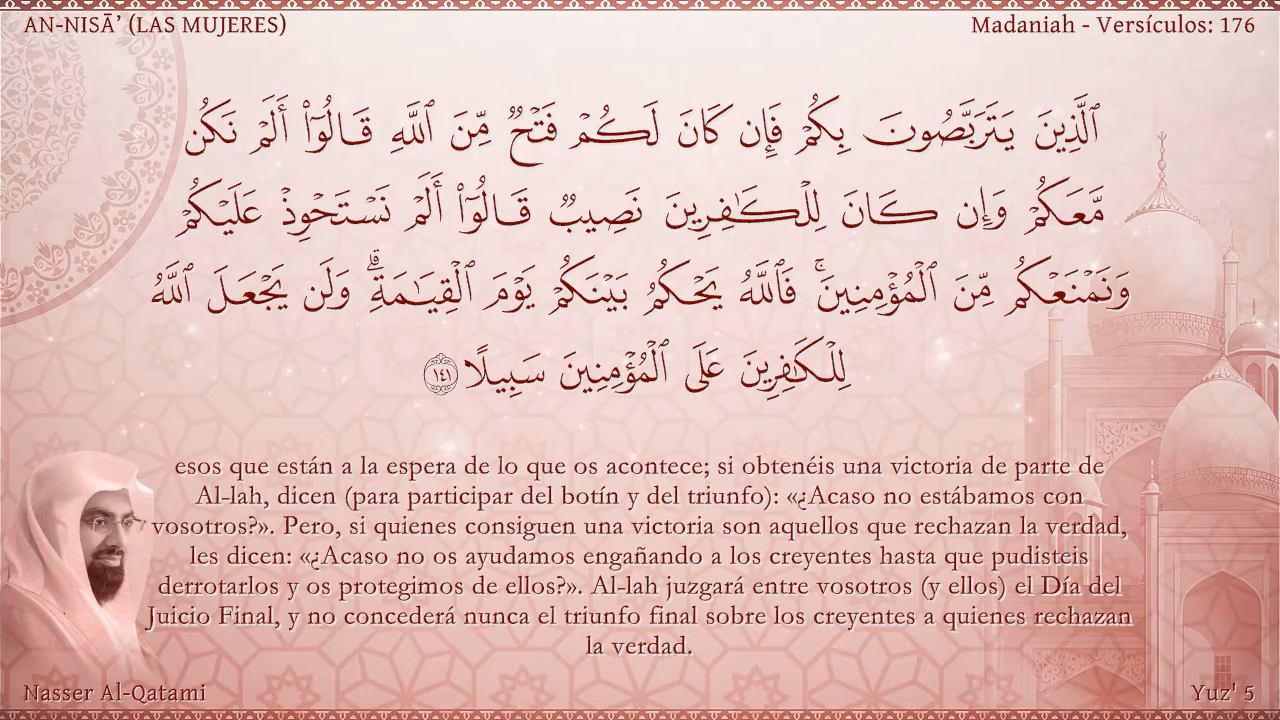 AN-NISĀ’ (LAS MUJERES)
Madaniah - Versículos: 176
ٱلَّذِينَ يَتَرَبَّصُونَ بِكُمْ فَإِن كَانَ لَكُمْ فَتْحٌ مِّنَ ٱللَّهِ قَالُوٓا۟ أَلَمْ نَكُن
مَّعَكُمْ وَإِن كَانَ لِلْكَـٰفِرِينَ نَصِيبٌ قَالُوٓا۟ أَلَمْ نَسْتَحْوِذْ عَلَيْكُمْ
وَنَمْنَعْكُم مِّنَ ٱلْمُؤْمِنِينَ ۚ فَٱللَّهُ يَحْكُمُ بَيْنَكُمْ يَوْمَ ٱلْقِيَـٰمَةِ ۗ وَلَن يَجْعَلَ ٱللَّهُ
لِلْكَـٰفِرِينَ عَلَى ٱلْمُؤْمِنِينَ سَبِيلًا ١٤١
esos que están a la espera de lo que os acontece; si obtenéis una victoria de parte de
Al-lah, dicen (para participar del botín y del triunfo): «¿Acaso no estábamos con
vosotros?». Pero, si quienes consiguen una victoria son aquellos que rechazan la verdad,
les dicen: «¿Acaso no os ayudamos engañando a los creyentes hasta que pudisteis
derrotarlos y os protegimos de ellos?». Al-lah juzgará entre vosotros (y ellos) el Día del
Juicio Final, y no concederá nunca el triunfo final sobre los creyentes a quienes rechazan
la verdad.
Nasser Al-Qatami
Yuz' 5